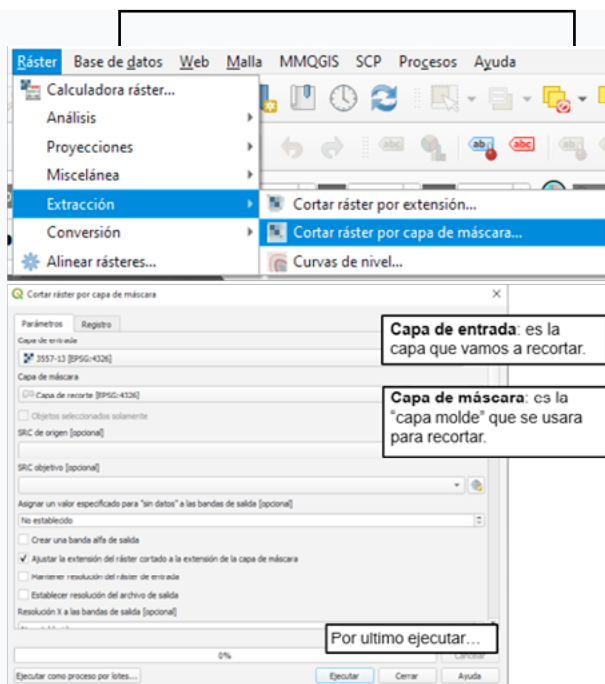 Ráster Base de datos Web Malla MMQGIS SCP Procesos Ayuda
Calculadora ráster...
Análisis
Proyecciones
Miscelánea
Extracción
Cortar ráster por extensión...
Conversión
Cortar ráster por capa de máscara...
Alinear rásteres...
Curvas de nivel...
Cortar ráster por capa de máscara
Parámetros Registro
Capa de entrada
3557-13 [EPSG:4326]
Capa de entrada: es la
capa que vamos a recortar.
Capa de máscara
Capa de recorte [EPSG:4326]
Capa de máscara: es la
"capa molde" que se usara
para recortar.
Objetos seleccionados solamente
SRC de origen [opcional]
SRC objetivo [opcional]
Asignar un valor especificado para "sin datos" a las bandas de salida [opcional]
No establecido
Crear una banda alfa de salida
Ajustar la extensión del ráster cortado a la extensión de la capa de máscara
Mantener resolución del ráster de entrada
Establecer resolución del archivo de salida
Resolución X a las bandas de salida [opcional]
Por ultimo ejecutar...
0%
Cancelar
Ejecutar como proceso por lotes... Ejecutar Cerrar Ayuda